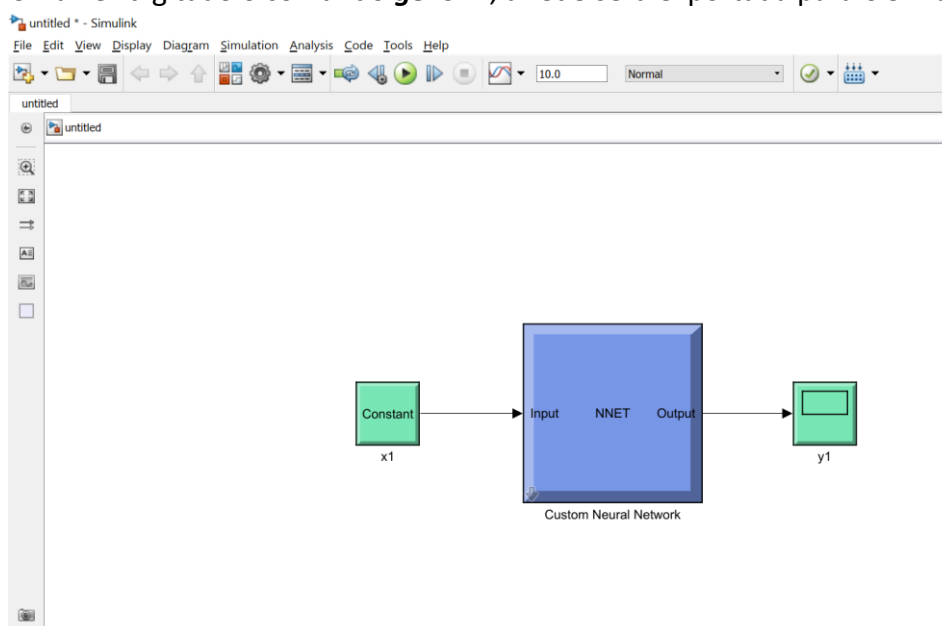 untitled * - Simulink
File Edit View Display Diagram Simulation Analysis Code Tools Help
10.0 Normal
untitled
untitled
Constant
Input NNET Output
x1
y1
Custom Neural Network